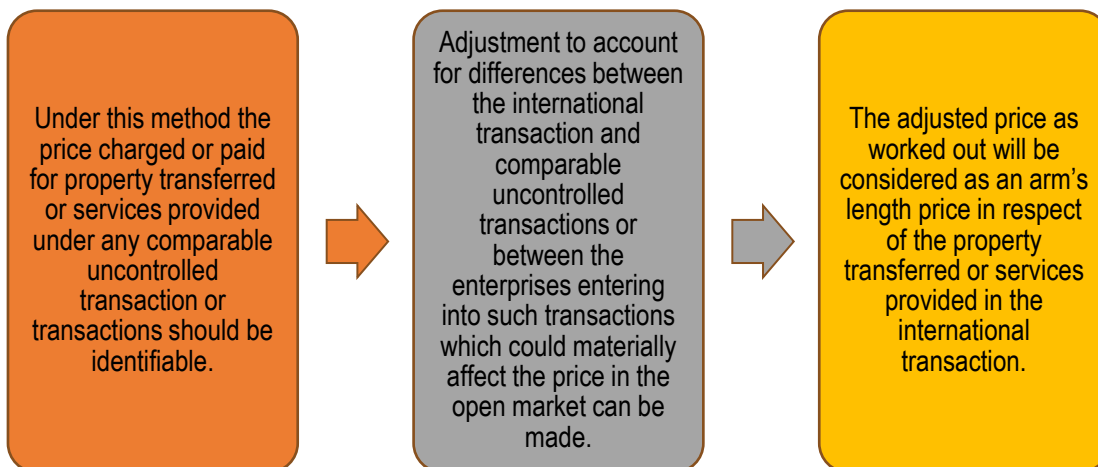 Under this method the
price charged or paid
for property transferred
or services provided
under any comparable
uncontrolled
transaction or
transactions should be
identifiable.
Adjustment to account
for differences between
the international
transaction and
comparable
uncontrolled
transactions or
between the
enterprises entering
into such transactions
which could materially
affect the price in the
open market can be
made.
The adjusted price as
worked out will be
considered as an arm's
length price in respect
of the property
transferred or services
provided in the
international
transaction.